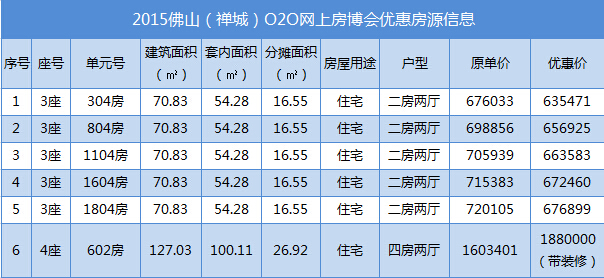 2015佛山（禅城）O2O网上房博会优惠房源信息
序号 座号 单元号 建筑面积（㎡） 套内面积（㎡） 分摊面积（㎡） 房屋用途 户型 原单价 优惠价
1 3座 304房 70.83 54.28 16.55 住宅 二房两厅 676033 635471
2 3座 804房 70.83 54.28 16.55 住宅 二房两厅 698856 656925
3 3座 1104房 70.83 54.28 16.55 住宅 二房两厅 705939 663583
4 3座 1604房 70.83 54.28 16.55 住宅 二房两厅 715383 672460
5 3座 1804房 70.83 54.28 16.55 住宅 二房两厅 720105 676899
6 4座 602房 127.03 100.11 26.92 住宅 四房两厅 1603401 1880000（带装修）